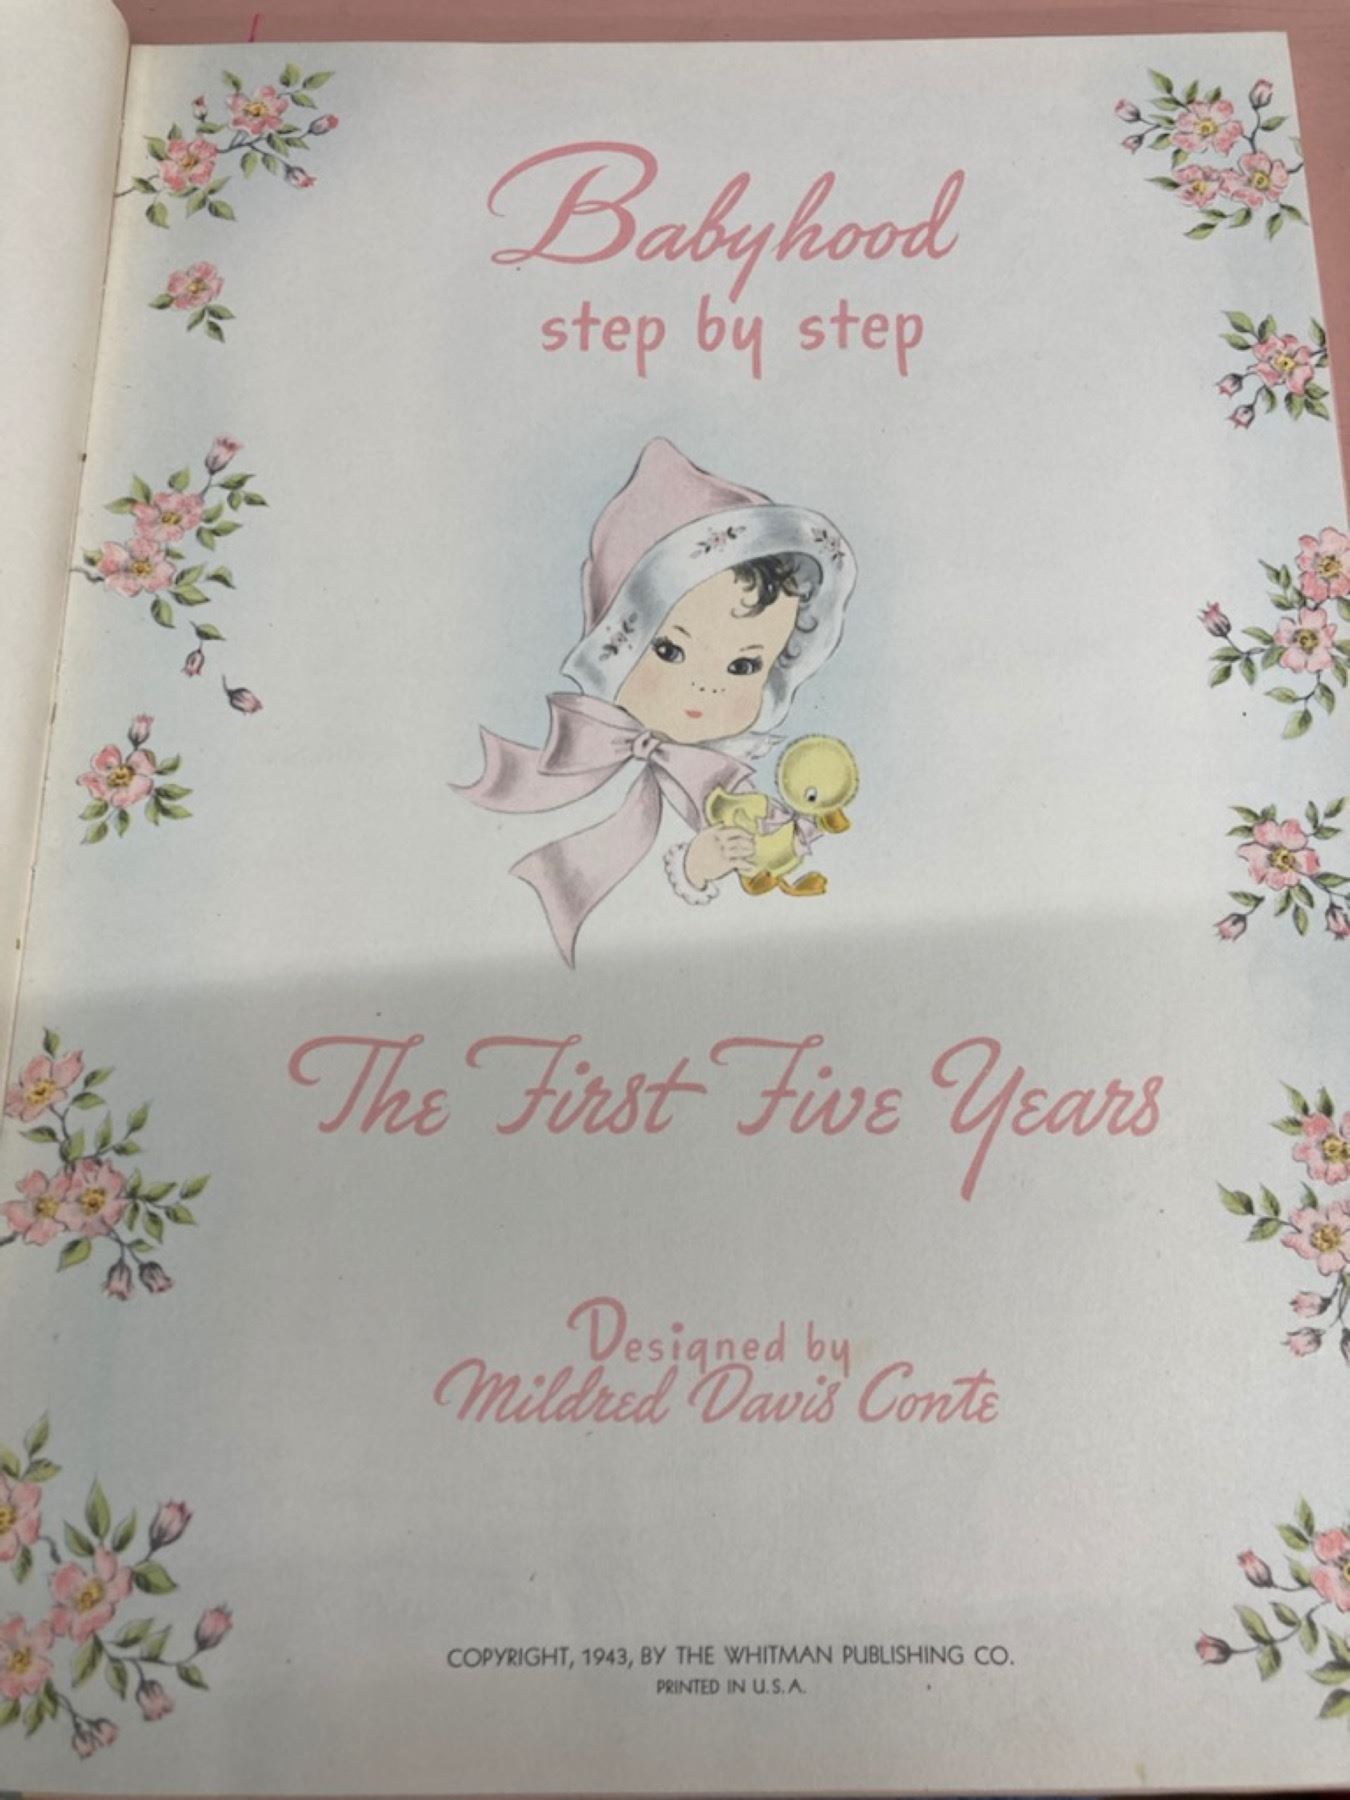 Babyhood
step by step
The First Five Years
Designed by
Mildred Davis Conte
COPYRIGHT, 1943, BY THE WHITMAN PUBLISHING CO.
PRINTED IN U.S.A.